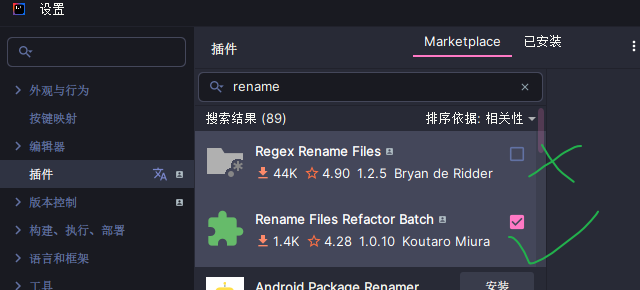 设置
插件
Marketplace
已安装
rename
外观与行为
搜索结果 (89)
排序依据: 相关性
按键映射
编辑器
Regex Rename Files
插件
44K 4.90 1.2.5 Bryan de Ridder
版本控制
Rename Files Refactor Batch
构建、执行、部署
1.4K 4.28 1.0.10 Koutaro Miura
语言和框架
工具
Android Package Renamer
安装